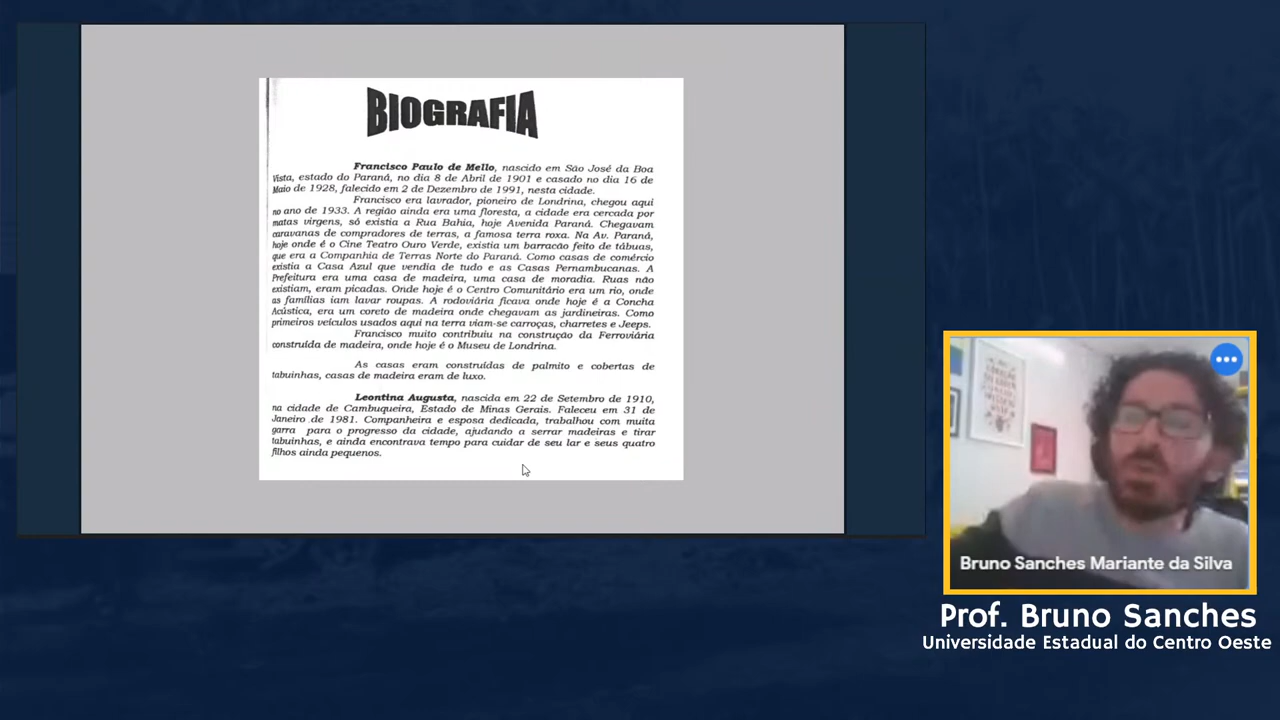 BIOGRAFIA
Francisco Paulo de Mello, nascido em São José da Boa
Vista, estado do Paraná, no dia 8 de Abril de 1901 e casado no dia 16 de
Maio de 1928, falecido em 2 de Dezembro de 1991, nesta cidade.
Francisco era lavrador, pioneiro de Londrina, chegou aqui
no ano de 1933. A região ainda era uma floresta, a cidade era cercada por
matas virgens, só existia a Rua Bahia, hoje Avenida Paraná. Chegavam
caravanas de compradores de terras, a famosa terra roxa. Na Av. Paraná,
hoje onde é o Cine Teatro Ouro Verde, existia um barracão feito de tábuas,
que era a Companhia de Terras Norte do Paraná. Como casas de comércio
existia a Casa Azul que vendia de tudo e as Casas Pernambucanas. A
Prefeitura era uma casa de madeira, uma casa de moradia. Ruas não
existiam, eram picadas. Onde hoje é o Centro Comunitário era um rio, onde
as famílias iam lavar roupas. A rodoviária ficava onde hoje é a Concha
Acústica, era um coreto de madeira onde chegavam as jardineiras. Como
primeiros veículos usados aqui na terra viam-se carroças, charretes e Jeeps.
Francisco muito contribuiu na construção da Ferroviária
construída de madeira, onde hoje é o Museu de Londrina.
As casas eram construídas de palmito e cobertas de
tabuinhas, casas de madeira eram de luxo.
Leontina Augusta, nascida em 22 de Setembro de 1910,
na cidade de Cambuqueira, Estado de Minas Gerais. Faleceu em 31 de
Janeiro de 1981. Companheira e esposa dedicada, trabalhou com muita
garra para o progresso da cidade, ajudando a serrar madeiras e tirar
tabuinhas, e ainda encontrava tempo para cuidar de seu lar e seus quatro
filhos ainda pequenos.
Bruno Sanches Mariante da Silva
Prof. Bruno Sanches
Universidade Estadual do Centro Oeste